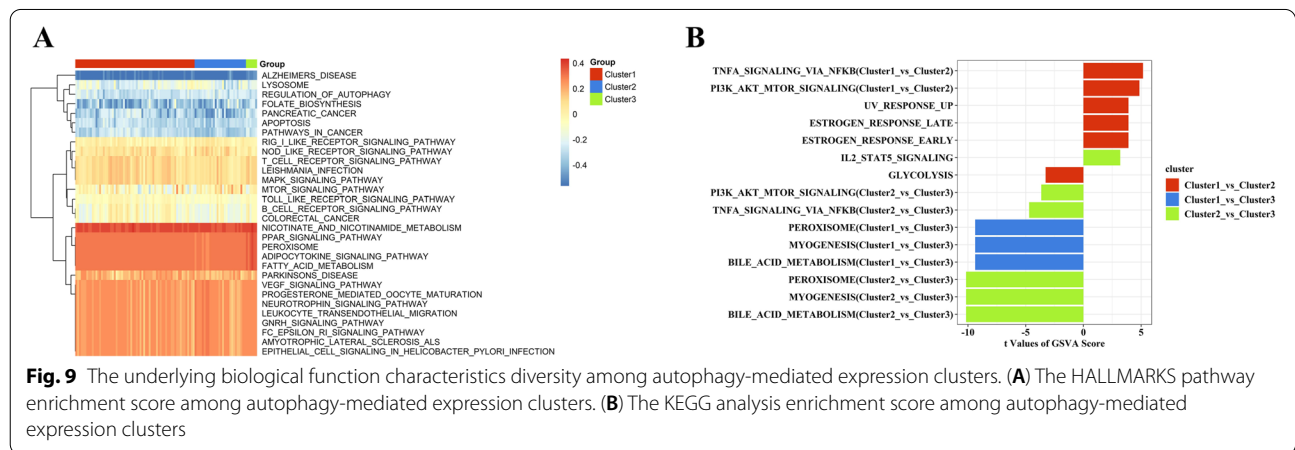 A
Group
ALZHEIMERS_DISEASE
LYSOSOME
REGULATION_OF_AUTOPHAGY
FOLATE_BIOSYNTHESIS
PANCREATIC_CANCER
APOPTOSIS
PATHWAYS_IN_CANCER
RIG_I_LIKE_RECEPTOR_SIGNALING_PATHWAY
NOD_LIKE_RECEPTOR_SIGNALING_PATHWAY
T_CELL_RECEPTOR_SIGNALING_PATHWAY
LEISHMANIA_INFECTION
MAPK_SIGNALING_PATHWAY
MTOR_SIGNALING_PATHWAY
TOLL_LIKE_RECEPTOR_SIGNALING_PATHWAY
B_CELL_RECEPTOR_SIGNALING_PATHWAY
COLORECTAL_CANCER
NICOTINATE_AND_NICOTINAMIDE_METABOLISM
PPAR_SIGNALING_PATHWAY
PEROXISOME
ADIPOCYTOKINE_SIGNALING_PATHWAY
FATTY_ACID_METABOLISM
PARKINSONS_DISEASE
VEGF_SIGNALING_PATHWAY
PROGESTERONE_MEDIATED_OOCYTE_MATURATION
NEUROTROPHIN_SIGNALING_PATHWAY
LEUKOCYTE_TRANSENDOTHELIAL_MIGRATION
GNRH_SIGNALING_PATHWAY
FC_EPSILON_RI_SIGNALING_PATHWAY
AMYOTROPHIC_LATERAL_SCLEROSIS_ALS
EPITHELIAL_CELL_SIGNALING_IN_HELICOBACTER_PYLORI_INFECTION
0.4
0.2
0
-0.2
-0.4
Group
Cluster1
Cluster2
Cluster3
B
TNFA_SIGNALING_VIA_NFKB(Cluster1_vs_Cluster2)
PI3K_AKT_MTOR_SIGNALING(Cluster1_vs_Cluster2)
UV_RESPONSE_UP
ESTROGEN_RESPONSE_LATE
ESTROGEN_RESPONSE_EARLY
IL2_STAT5_SIGNALING
GLYCOLYSIS
PI3K_AKT_MTOR_SIGNALING(Cluster2_vs_Cluster3)
TNFA_SIGNALING_VIA_NFKB(Cluster2_vs_Cluster3)
PEROXISOME(Cluster1_vs_Cluster3)
MYOGENESIS(Cluster1_vs_Cluster3)
BILE_ACID_METABOLISM(Cluster1_vs_Cluster3)
PEROXISOME(Cluster2_vs_Cluster3)
MYOGENESIS(Cluster2_vs_Cluster3)
BILE_ACID_METABOLISM(Cluster2_vs_Cluster3)
-10 -5 0 5
t Values of GSVA Score
cluster
Cluster1_vs_Cluster2
Cluster1_vs_Cluster3
Cluster2_vs_Cluster3
Fig. 9 The underlying biological function characteristics diversity among autophagy-mediated expression clusters. (A) The HALLMARKS pathway
enrichment score among autophagy-mediated expression clusters. (B) The KEGG analysis enrichment score among autophagy-mediated
expression clusters